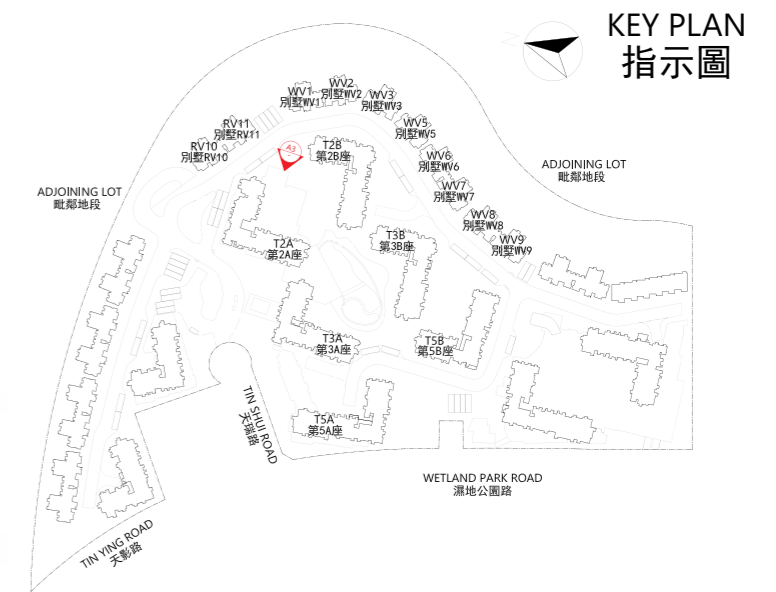 KEY PLAN
指示圖
N
WV2
別墅WV2
WV1
別墅WV1
WV3
別墅WV3
RV11
別墅RV11
WV5
別墅WV5
RV10
別墅RV10
A3
T2B
第2B座
WV6
別墅WV6
ADJOINING LOT
毗鄰地段
WV7
別墅WV7
ADJOINING LOT
毗鄰地段
WV8
別墅WV8
T3B
第3B座
WV9
別墅WV9
T2A
第2A座
T3A
第3A座
T5B
第5B座
TIN SHUI ROAD
天瑞路
T5A
第5A座
WETLAND PARK ROAD
濕地公園路
TIN YING ROAD
天影路